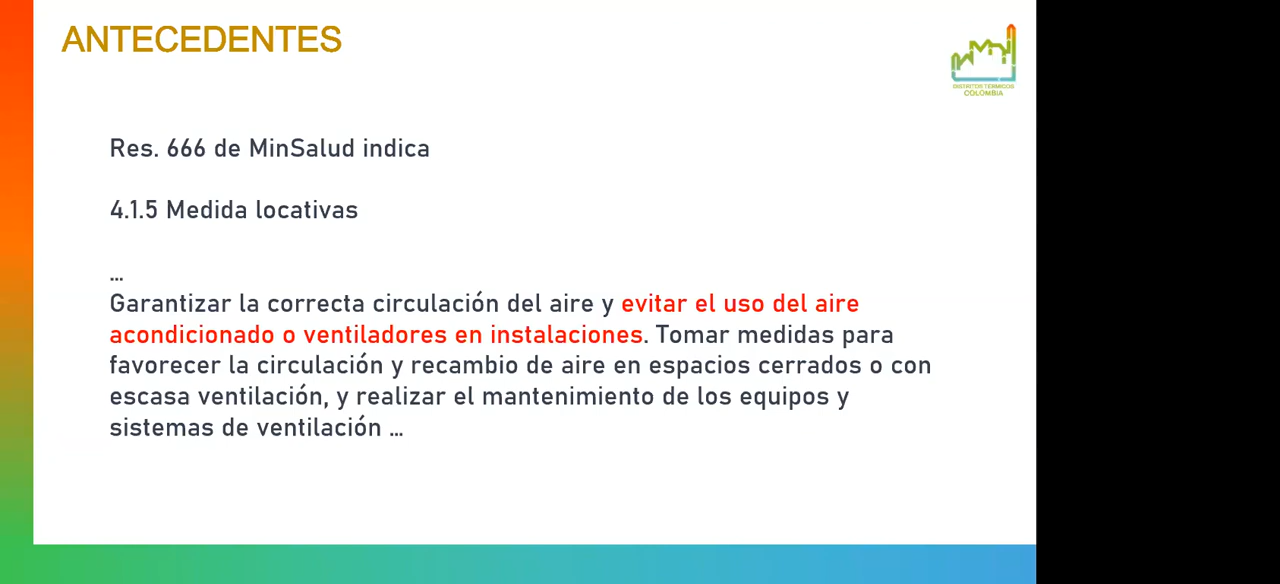 ANTECEDENTES
DISTRITOS TÉRMICOS
COLOMBIA
Res. 666 de MinSalud indica
4.1.5 Medida locativas
...
Garantizar la correcta circulación del aire y evitar el uso del aire
acondicionado o ventiladores en instalaciones. Tomar medidas para
favorecer la circulación y recambio de aire en espacios cerrados o con
escasa ventilación, y realizar el mantenimiento de los equipos y
sistemas de ventilación ...